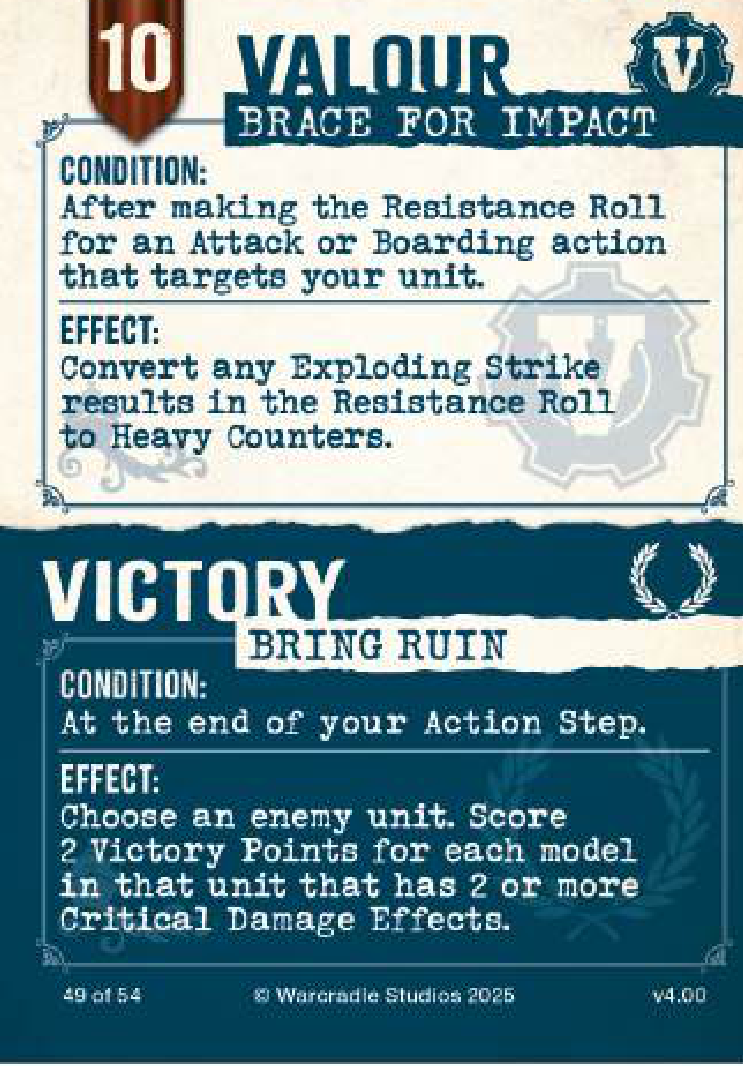 10
VALOUR
V
BRACE FOR IMPACT
CONDITION:
After making the Resistance Roll
for an Attack or Boarding action
that targets your unit.
EFFECT:
Convert any Exploding Strike
results in the Resistance Roll
to Heavy Counters.
VICTORY
BRING RUIN
CONDITION:
At the end of your Action Step.
EFFECT:
Choose an enemy unit. Score
2 Victory Points for each model
in that unit that has 2 or more
Critical Damage Effects.
49 of 54 © Warcradle Studios 2025 v4.00